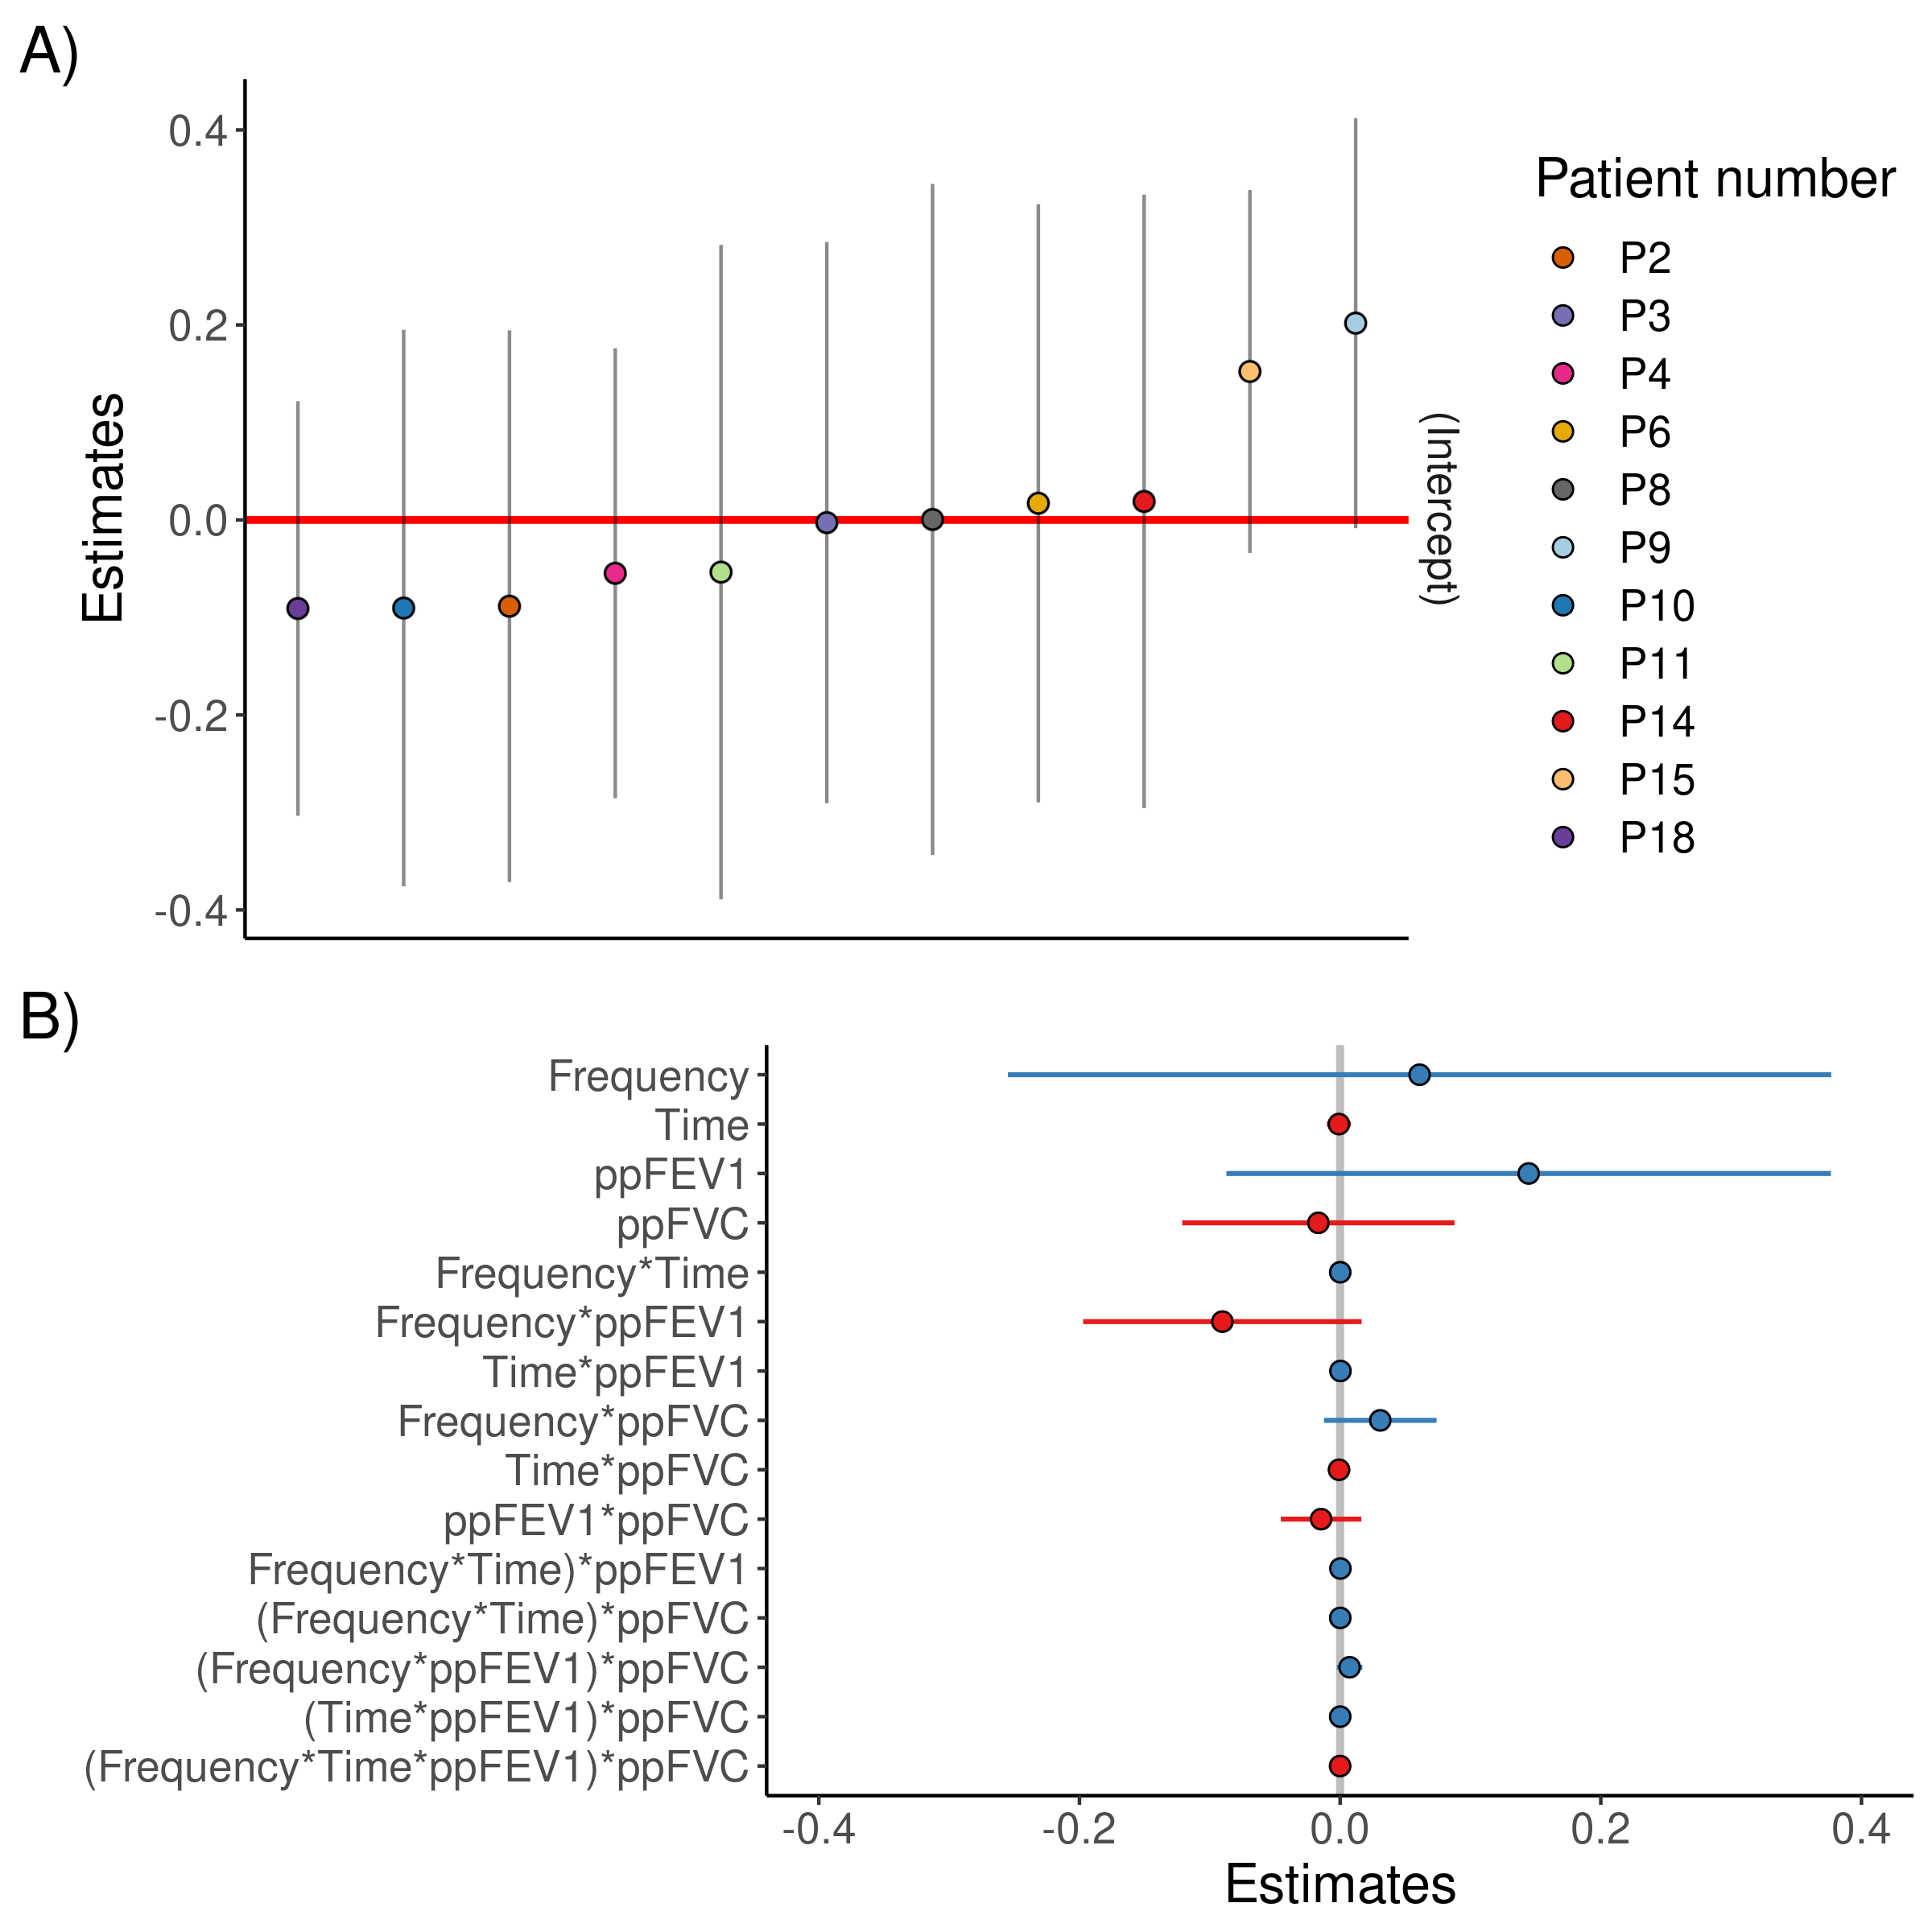 A)
0.4
0.2
0.0
-0.2
-0.4
Estimates
(Intercept)
Patient number
P2
P3
P4
P6
P8
P9
P10
P11
P14
P15
P18
B)
Frequency
Time
ppFEV1
ppFVC
Frequency*Time
Frequency*ppFEV1
Time*ppFEV1
Frequency*ppFVC
Time*ppFVC
ppFEV1*ppFVC
Frequency*Time)*ppFEV1
(Frequency*Time)*ppFVC
(Frequency*ppFEV1)*ppFVC
(Time*ppFEV1)*ppFVC
(Frequency*Time*ppFEV1)*ppFVC
-0.4 -0.2 0.0 0.2 0.4
Estimates